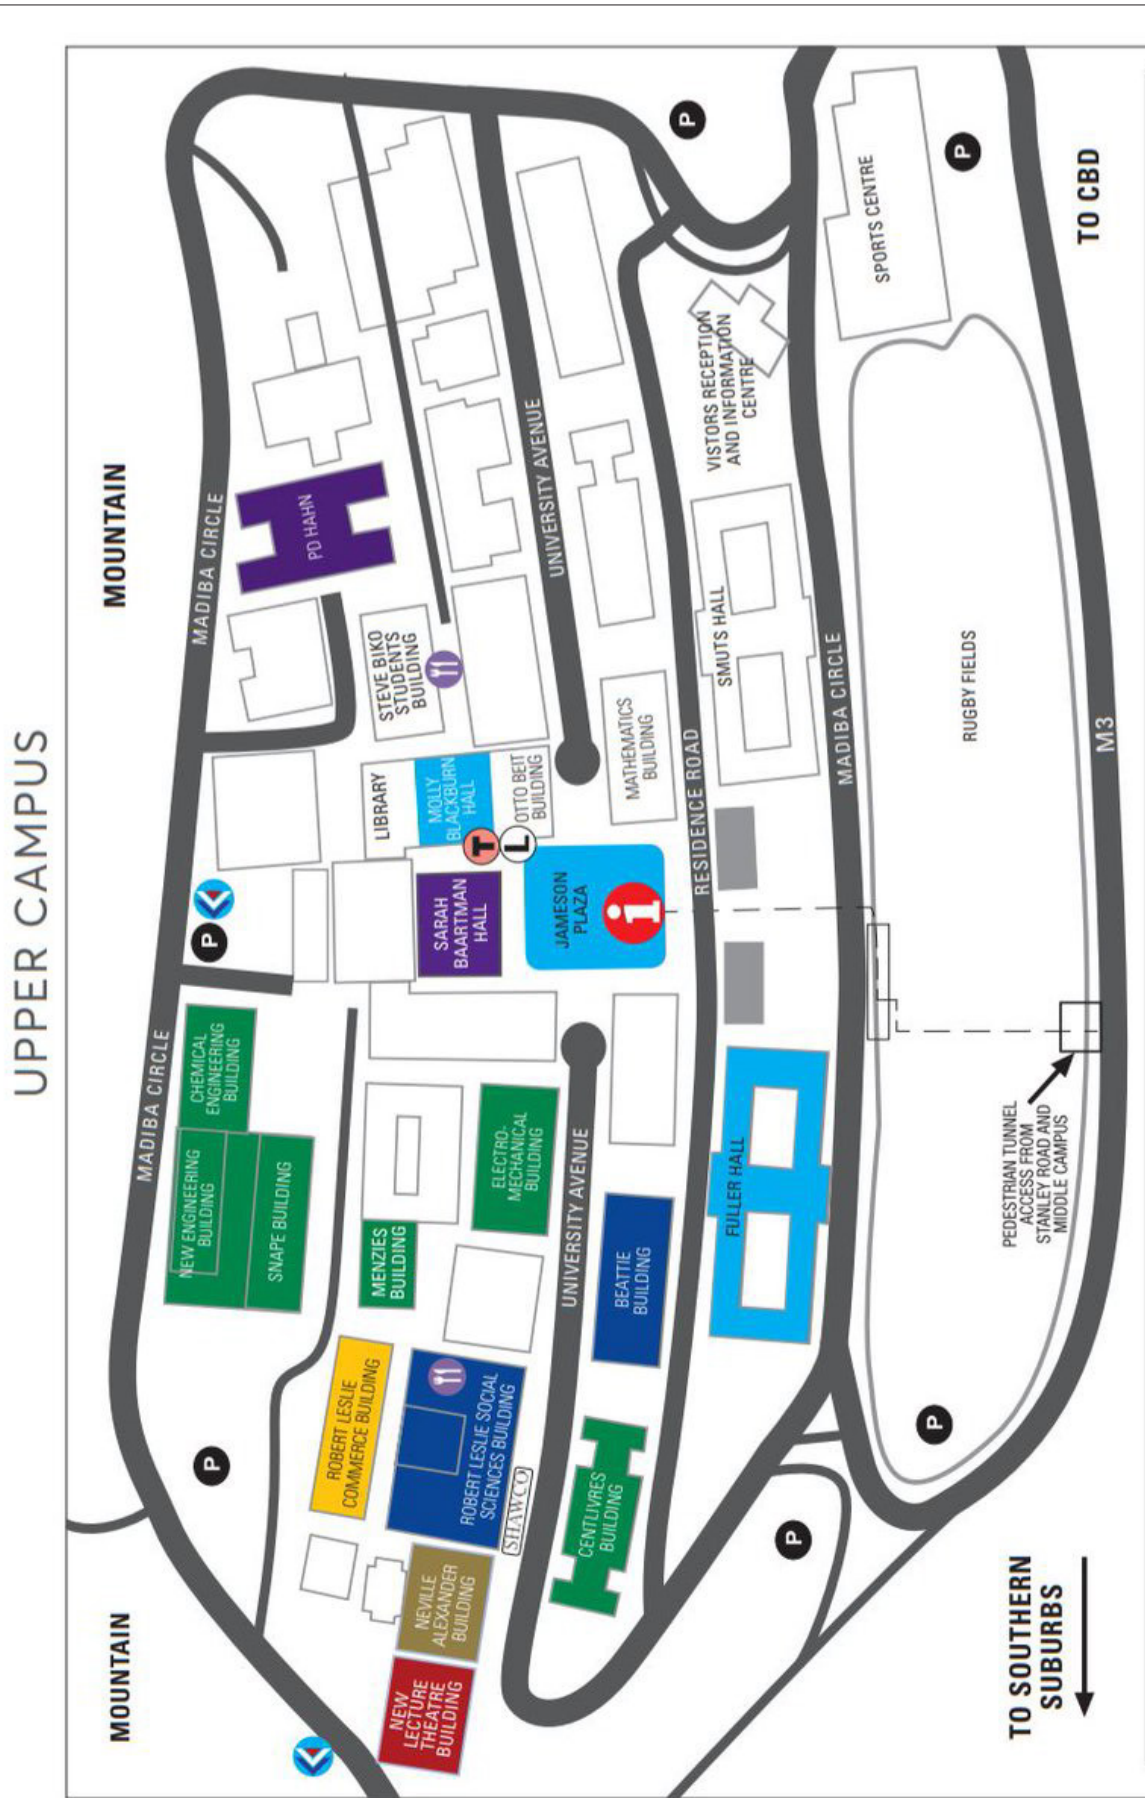 UPPER CAMPUS
MOUNTAIN
MOUNTAIN
MADIBA CIRCLE
MADIBA CIRCLE
P
P
CHEMICAL
ENGINEERING
BUILDING
NEW ENGINEERING
BUILDING
SNAPE BUILDING
PD HAHN
STEVE BIKO
STUDENTS
BUILDING
LIBRARY
MOLLY
BLACKBURN
HALL
OTTO BEIT
BUILDING
T
L
SARAH
BAARTMAN
HALL
JAMESON
PLAZA
i
MENZIES
BUILDING
ELECTRO-
MECHANICAL
BUILDING
ROBERT LESLIE
COMMERCE BUILDING
ROBERT LESLIE SOCIAL
SCIENCES BUILDING
SHAWCO
NEVILLE
ALEXANDER
BUILDING
NEW
LECTURE
THEATRE
BUILDING
UNIVERSITY AVENUE
UNIVERSITY AVENUE
MATHEMATICS
BUILDING
BEATTIE
BUILDING
CENTLIVRES
BUILDING
RESIDENCE ROAD
P
VISTORS RECEPTION
AND INFORMATION
CENTRE
SMUTS HALL
FULLER HALL
P
MADIBA CIRCLE
SPORTS CENTRE
P
RUGBY FIELDS
P
PEDESTRIAN TUNNEL
ACCESS FROM
STANLEY ROAD AND
MIDDLE CAMPUS
M3
TO CBD
TO SOUTHERN
SUBURBS